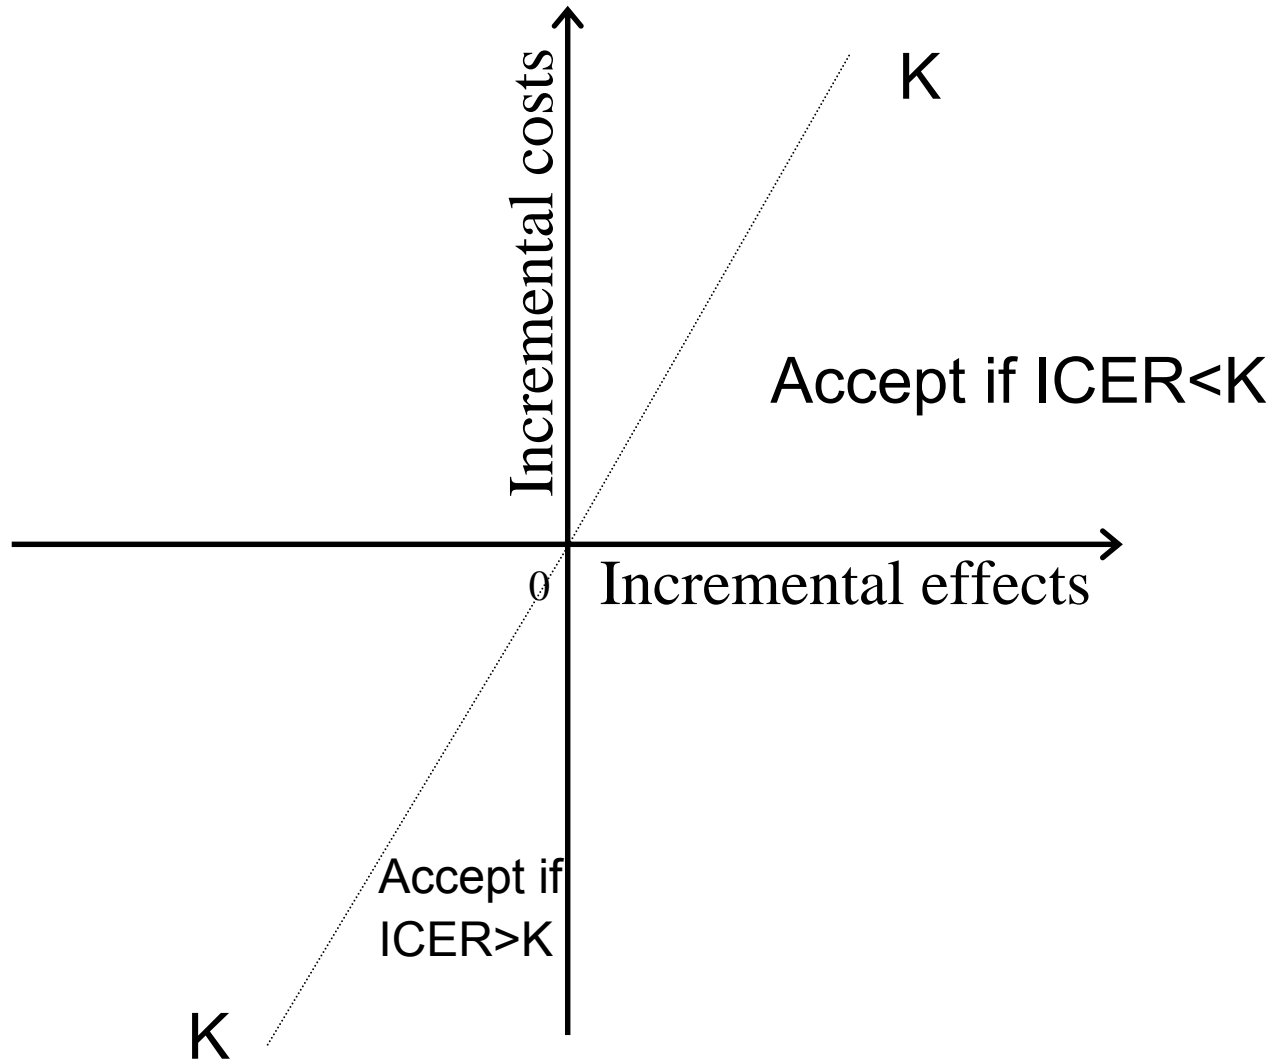 K
Incremental costs
Accept if ICER<K
0
Incremental effects
Accept if
ICER>K
K